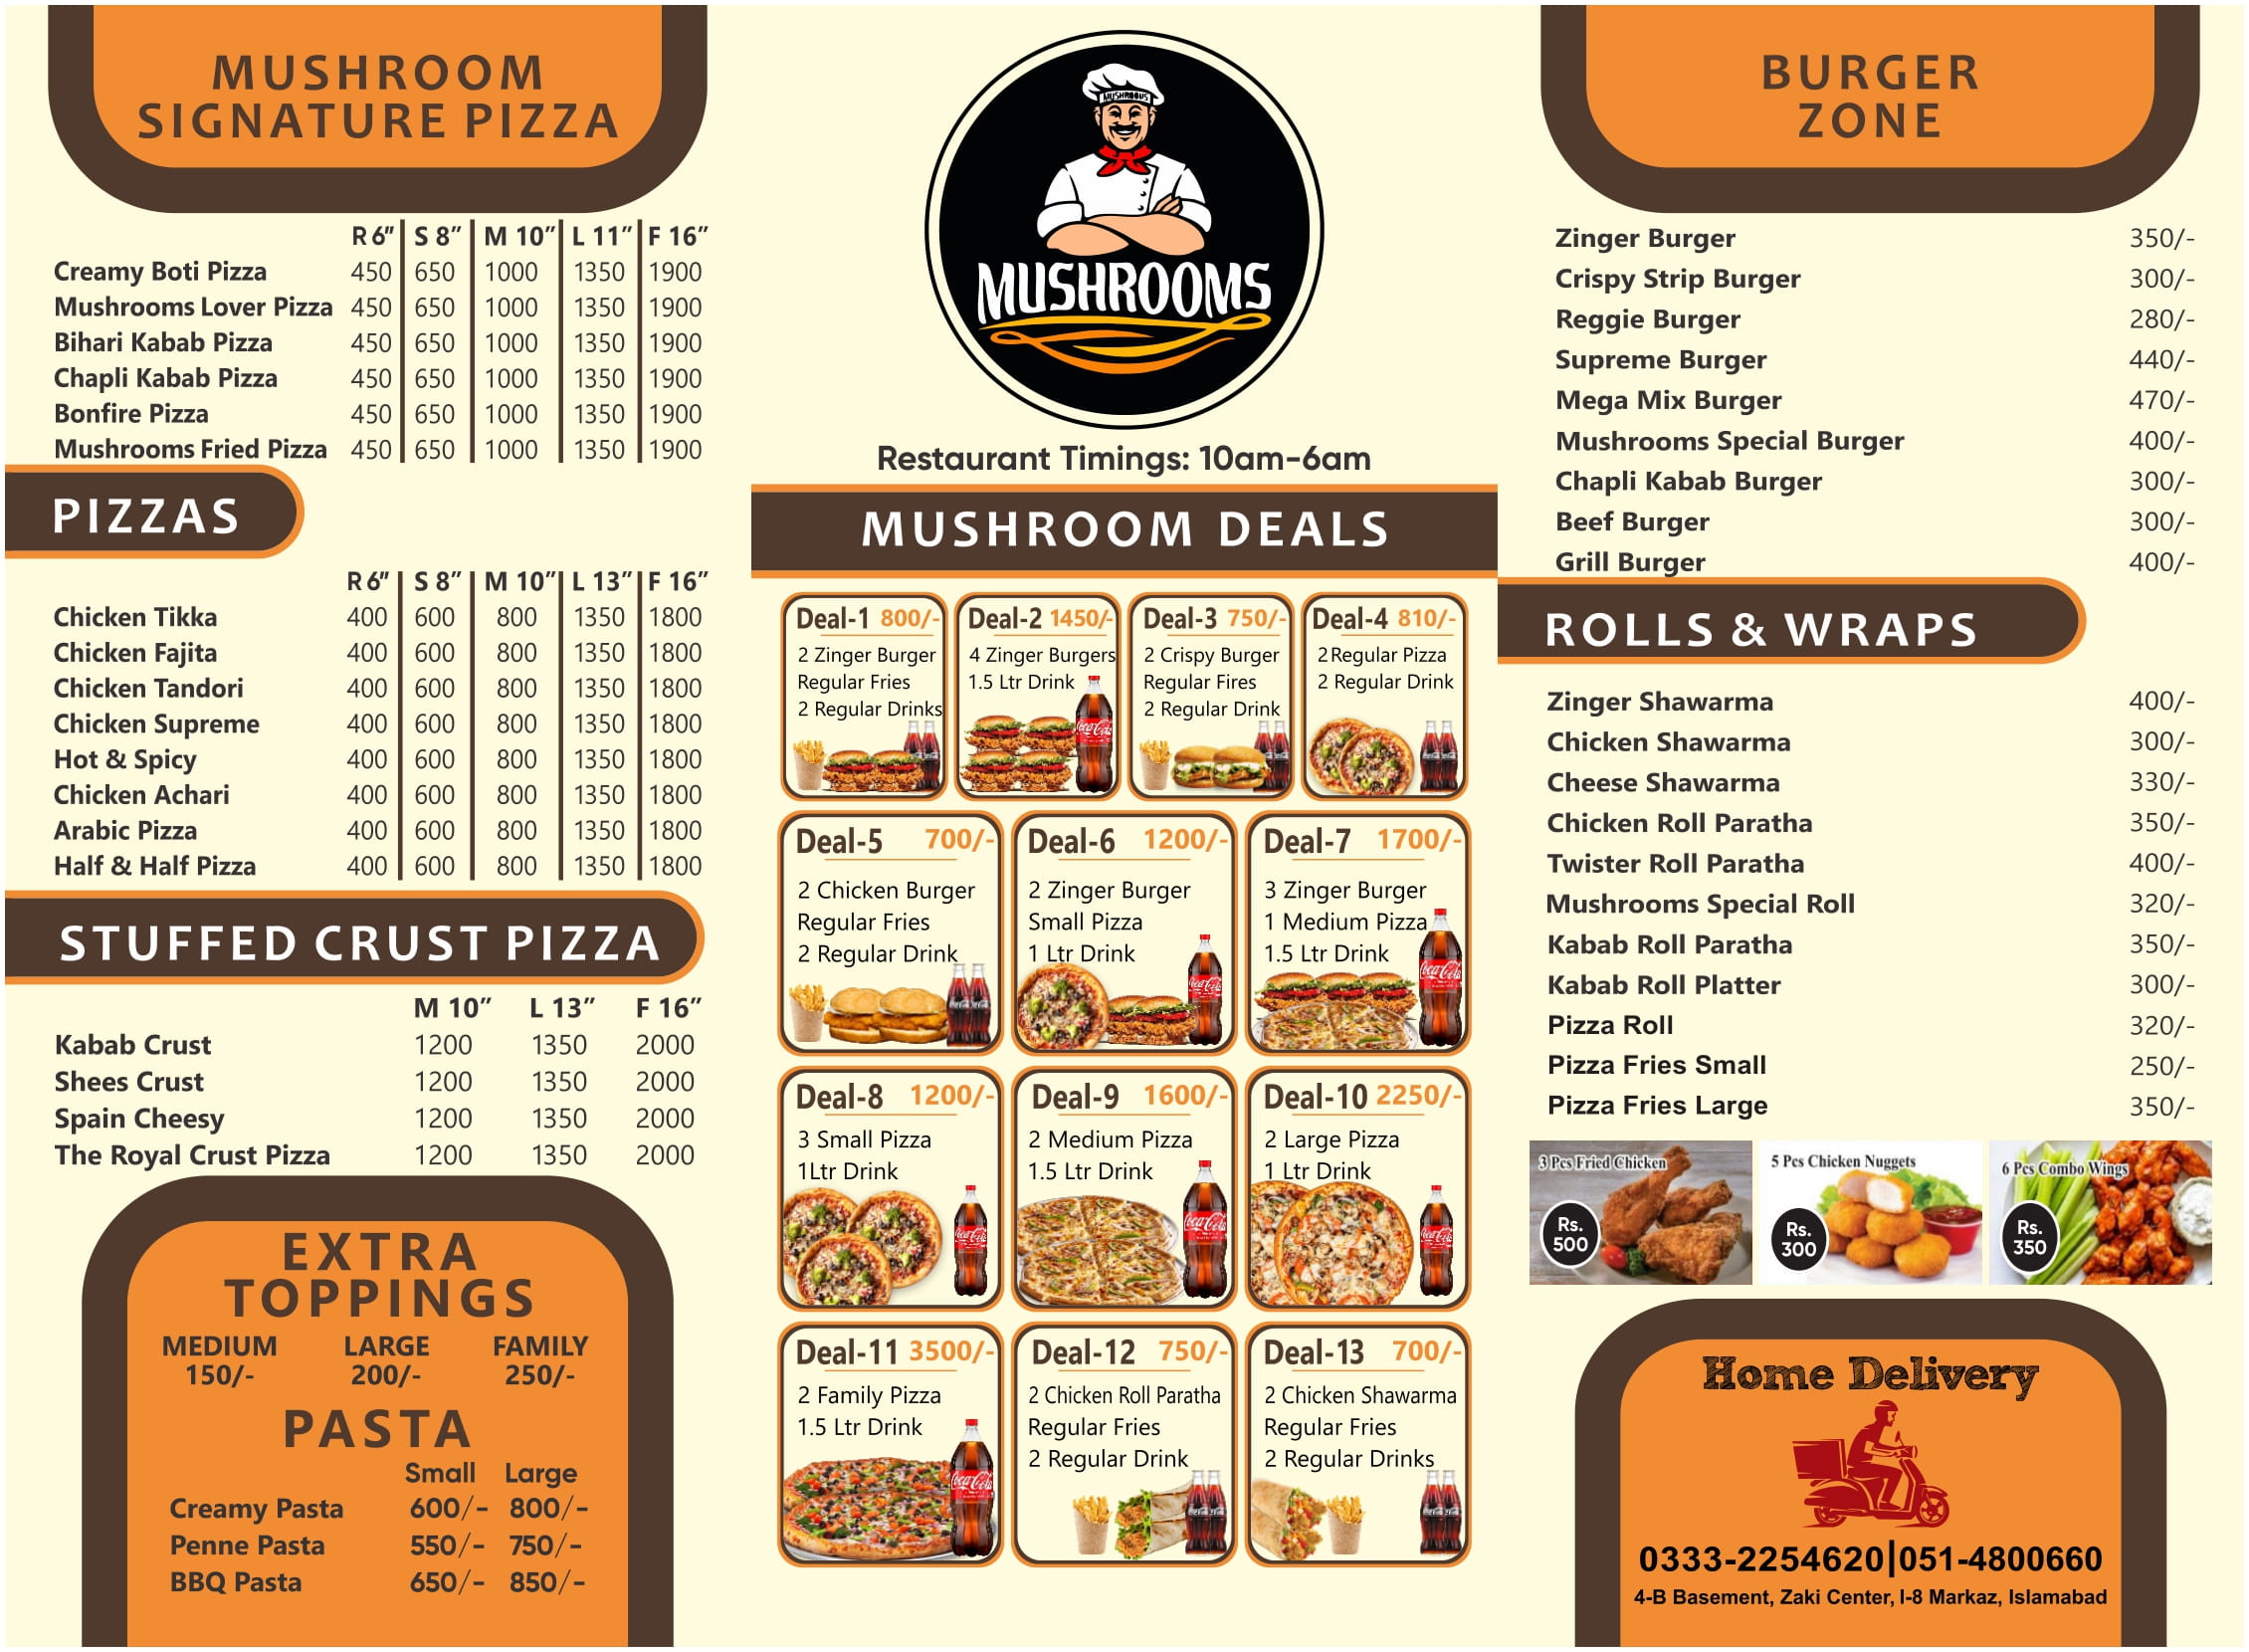 MUSHROOM
SIGNATURE PIZZA
R 6” S 8” M 10” L 11” F 16”
Creamy Boti Pizza 450 650 1000 1350 1900
Mushrooms Lover Pizza 450 650 1000 1350 1900
Bihari Kabab Pizza 450 650 1000 1350 1900
Chapli Kabab Pizza 450 650 1000 1350 1900
Bonfire Pizza 450 650 1000 1350 1900
Mushrooms Fried Pizza 450 650 1000 1350 1900
PIZZAS
R 6” S 8” M 10” L 13” F 16”
Chicken Tikka 400 600 800 1350 1800
Chicken Fajita 400 600 800 1350 1800
Chicken Tandori 400 600 800 1350 1800
Chicken Supreme 400 600 800 1350 1800
Hot & Spicy 400 600 800 1350 1800
Chicken Achari 400 600 800 1350 1800
Arabic Pizza 400 600 800 1350 1800
Half & Half Pizza 400 600 800 1350 1800
STUFFED CRUST PIZZA
M 10” L 13” F 16”
Kabab Crust 1200 1350 2000
Shees Crust 1200 1350 2000
Spain Cheesy 1200 1350 2000
The Royal Crust Pizza 1200 1350 2000
EXTRA
TOPPINGS
MEDIUM LARGE FAMILY
150/- 200/- 250/-
PASTA
Small Large
Creamy Pasta 600/- 800/-
Penne Pasta 550/- 750/-
BBQ Pasta 650/- 850/-
MUSHROOMS
MUSHROOMS
Restaurant Timings: 10am-6am
MUSHROOM DEALS
Deal-1 800/-
2 Zinger Burger
Regular Fries
2 Regular Drinks
Deal-2 1450/-
4 Zinger Burgers
1.5 Ltr Drink
Coca-Cola
Deal-3 750/-
2 Crispy Burger
Regular Fires
2 Regular Drink
Deal-4 810/-
2 Regular Pizza
2 Regular Drink
Deal-5 700/-
2 Chicken Burger
Regular Fries
2 Regular Drink
Deal-6 1200/-
2 Zinger Burger
Small Pizza
1 Ltr Drink
Coca-Cola
Deal-7 1700/-
3 Zinger Burger
1 Medium Pizza
1.5 Ltr Drink
Coca-Cola
Deal-8 1200/-
3 Small Pizza
1Ltr Drink
Coca-Cola
Deal-9 1600/-
2 Medium Pizza
1.5 Ltr Drink
Coca-Cola
Deal-10 2250/-
2 Large Pizza
1 Ltr Drink
Coca-Cola
Deal-11 3500/-
2 Family Pizza
1.5 Ltr Drink
Coca-Cola
Deal-12 750/-
2 Chicken Roll Paratha
Regular Fries
2 Regular Drink
Deal-13 700/-
2 Chicken Shawarma
Regular Fries
2 Regular Drinks
BURGER
ZONE
Zinger Burger 350/-
Crispy Strip Burger 300/-
Reggie Burger 280/-
Supreme Burger 440/-
Mega Mix Burger 470/-
Mushrooms Special Burger 400/-
Chapli Kabab Burger 300/-
Beef Burger 300/-
Grill Burger 400/-
ROLLS & WRAPS
Zinger Shawarma 400/-
Chicken Shawarma 300/-
Cheese Shawarma 330/-
Chicken Roll Paratha 350/-
Twister Roll Paratha 400/-
Mushrooms Special Roll 320/-
Kabab Roll Paratha 350/-
Kabab Roll Platter 300/-
Pizza Roll 320/-
Pizza Fries Small 250/-
Pizza Fries Large 350/-
3 Pcs Fried Chicken
Rs.
500
5 Pcs Chicken Nuggets
Rs.
300
6 Pcs Combo Wings
Rs.
350
Home Delivery
0333-2254620|051-4800660
4-B Basement, Zaki Center, I-8 Markaz, Islamabad